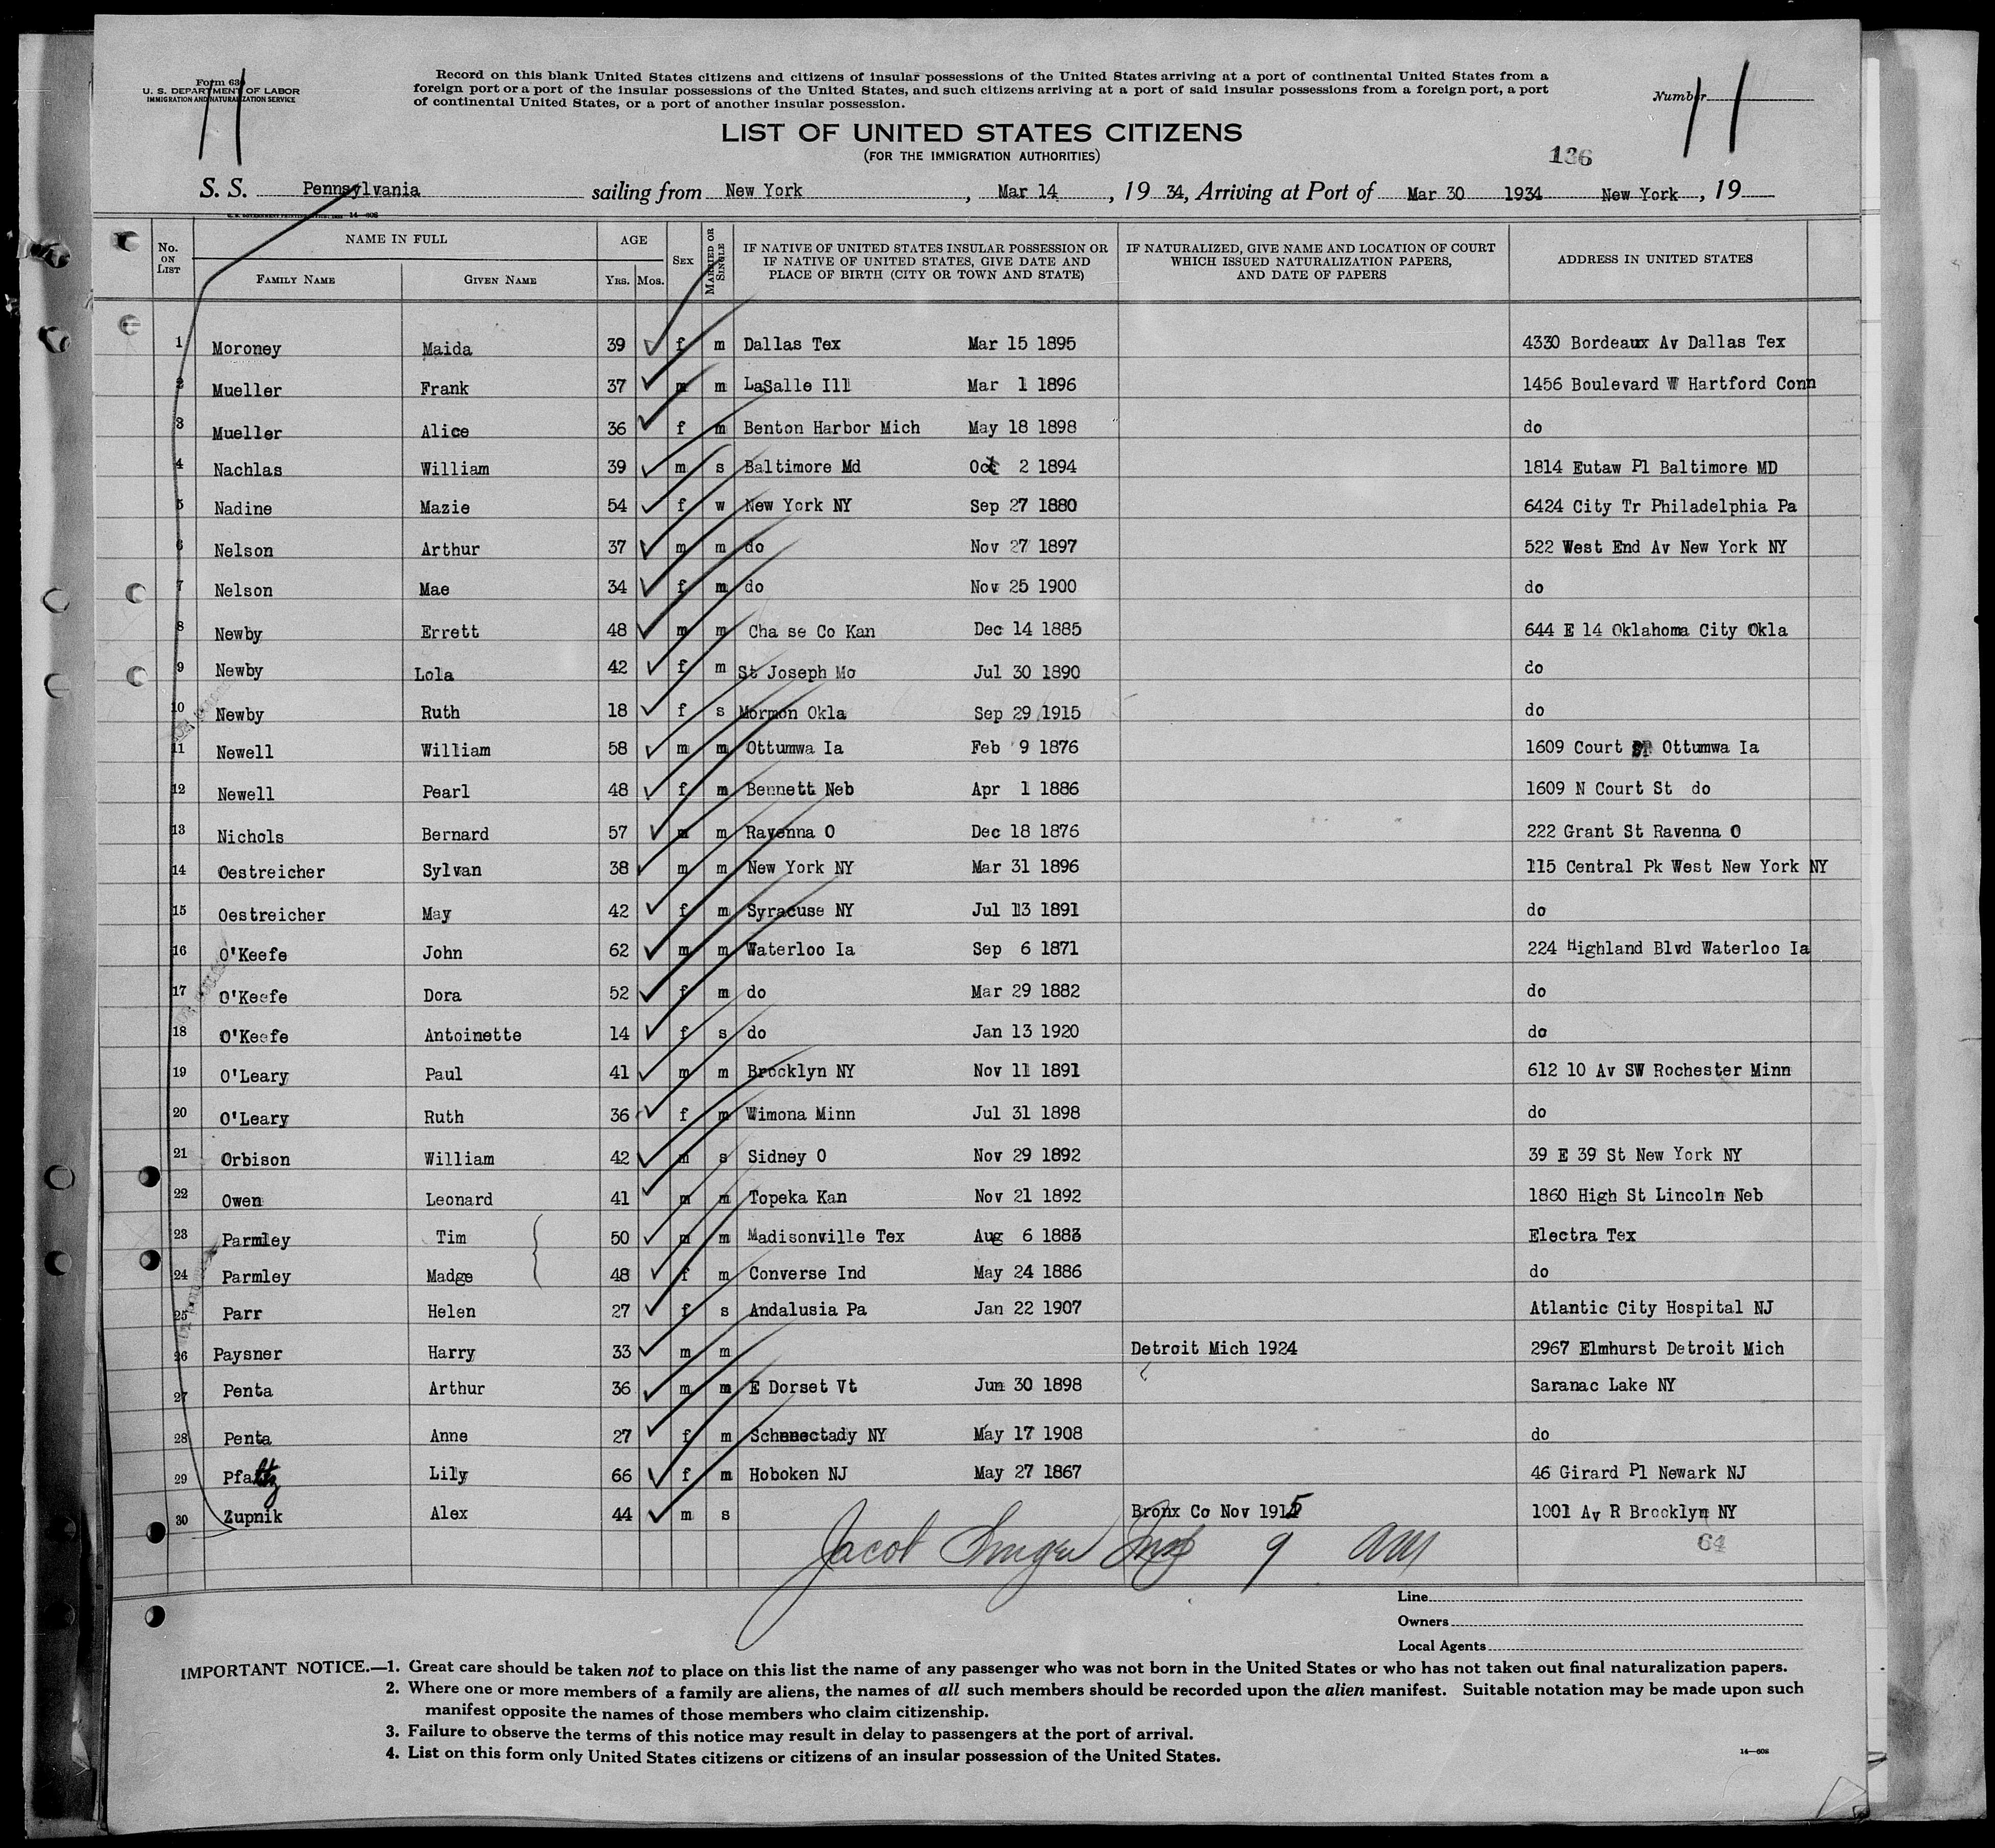 Form 630
U. S. DEPARTMENT OF LABOR
IMMIGRATION AND NATURALIZATION SERVICE
Record on this blank United States citizens and citizens of insular possessions of the United States arriving at a port of continental United States from a
foreign port or a port of the insular possessions of the United States, and such citizens arriving at a port of said insular possessions from a foreign port, a port
of continental United States, or a port of another insular possession.
Number
11 11
LIST OF UNITED STATES CITIZENS
(FOR THE IMMIGRATION AUTHORITIES)
136
S. S. Pennsylvania sailing from New York, Mar 14, 19 34, Arriving at Port of Mar 30 1934 New York, 19
14—608
No. ON LIST NAME IN FULL FAMILY NAME GIVEN NAME AGE YRS. MOS. SEX MARRIED OR SINGLE IF NATIVE OF UNITED STATES INSULAR POSSESSION OR IF NATIVE OF UNITED STATES, GIVE DATE AND PLACE OF BIRTH (CITY OR TOWN AND STATE) IF NATURALIZED, GIVE NAME AND LOCATION OF COURT WHICH ISSUED NATURALIZATION PAPERS, AND DATE OF PAPERS ADDRESS IN UNITED STATES
1 Moroney Maida 39 f m Dallas Tex Mar 15 1895 4330 Bordeaux Av Dallas Tex
2 Mueller Frank 37 m m LaSalle Ill Mar 1 1896 1456 Boulevard W Hartford Conn
3 Mueller Alice 36 f m Benton Harbor Mich May 18 1898 do
4 Nachlas William 39 m s Baltimore Md Oct 2 1894 1814 Eutaw Pl Baltimore MD
5 Nadine Mazie 54 f w New York NY Sep 27 1880 6424 City Tr Philadelphia Pa
6 Nelson Arthur 37 m m do Nov 27 1897 522 West End Av New York NY
7 Nelson Mae 34 f m do Nov 25 1900 do
8 Newby Errett 48 m m Cha se Co Kan Dec 14 1885 644 E 14 Oklahoma City Okla
9 Newby Lola 42 f m St Joseph Mo Jul 30 1890 do
10 Newby Ruth 18 f s Mormon Okla Sep 29 1915 do
11 Newell William 58 m m Ottumwa Ia Feb 9 1876 1609 Court Ottumwa Ia
12 Newell Pearl 48 f m Bennett Neb Apr 1 1886 1609 N Court St do
13 Nichols Bernard 57 m m Ravenna O Dec 18 1876 222 Grant St Ravenna O
14 Oestreicher Sylvan 38 m m New York NY Mar 31 1896 115 Central Pk West New York NY
15 Oestreicher May 42 f m Syracuse NY Jul 13 1891 do
16 O'Keefe John 62 m m Waterloo Ia Sep 6 1871 224 Highland Blvd Waterloo Ia
17 O'Keefe Dora 52 f m do Mar 29 1882 do
18 O'Keefe Antoinette 14 f s do Jan 13 1920 do
19 O'Leary Paul 41 m m Brooklyn NY Nov 11 1891 612 10 Av SW Rochester Minn
20 O'Leary Ruth 36 f m Wimona Minn Jul 31 1898 do
21 Orbison William 42 m s Sidney O Nov 29 1892 39 E 39 St New York NY
22 Owen Leonard 41 m m Topeka Kan Nov 21 1892 1860 High St Lincoln Neb
23 Parmley Tim 50 m m Madisonville Tex Aug 6 1883 Electra Tex
24 Parmley Madge 48 f m Converse Ind May 24 1886 do
25 Parr Helen 27 f s Andalusia Pa Jan 22 1907 Atlantic City Hospital NJ
26 Paysner Harry 33 m m Detroit Mich 1924 2967 Elmhurst Detroit Mich
27 Penta Arthur 36 m m E Dorset Vt Jun 30 1898 Saranac Lake NY
28 Penta Anne 27 f m Schenectady NY May 17 1908 do
29 Pfaltz Lily 66 f m Hoboken NJ May 27 1867 46 Girard Pl Newark NJ
30 Zupnik Alex 44 m s Bronx Co Nov 1915 1001 Av R Brooklyn NY
Jacob 9
64
Line
Owners
Local Agents
IMPORTANT NOTICE.—1. Great care should be taken not to place on this list the name of any passenger who was not born in the United States or who has not taken out final naturalization papers.
2. Where one or more members of a family are aliens, the names of all such members should be recorded upon the alien manifest. Suitable notation may be made upon such
manifest opposite the names of those members who claim citizenship.
3. Failure to observe the terms of this notice may result in delay to passengers at the port of arrival.
4. List on this form only United States citizens or citizens of an insular possession of the United States.
14—608